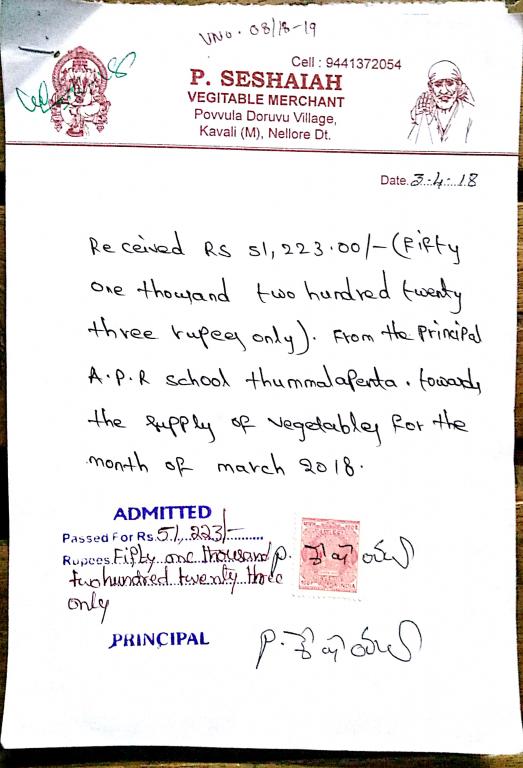 VNO. 08/18-19
Cell : 9441372054
P. SESHAIAH
VEGITABLE MERCHANT
Povvula Doruvu Village,
Kavali (M), Nellore Dt.
Date. 3-4-18
Received RS 51,223.00/- (Fifty
one thousand two hundred twenty
three rupees only). From the principal
A.P.R school thummalapenta. towards
the supply of vegetables for the
month of march 2018.
ADMITTED
Passed For Rs. 51,223/-
Rupees Fifty one thousand
two hundred twenty three
only
P. శేషయ్య
PRINCIPAL
P. శేషయ్య